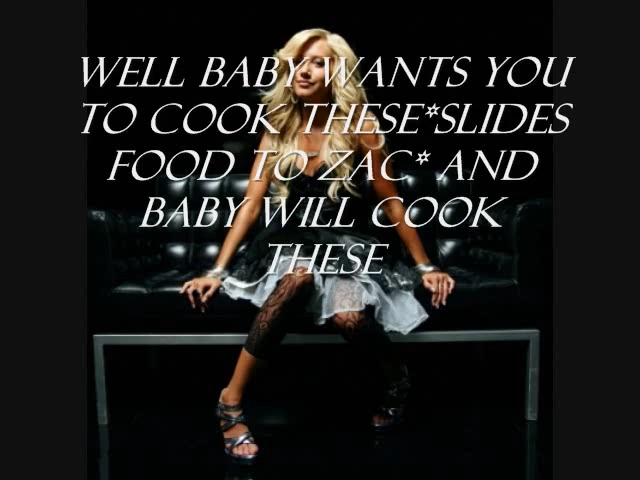 WELL BABY WANTS YOU
TO COOK THESE*SLIDES
FOOD TO ZAC* AND
BABY WILL COOK
THESE